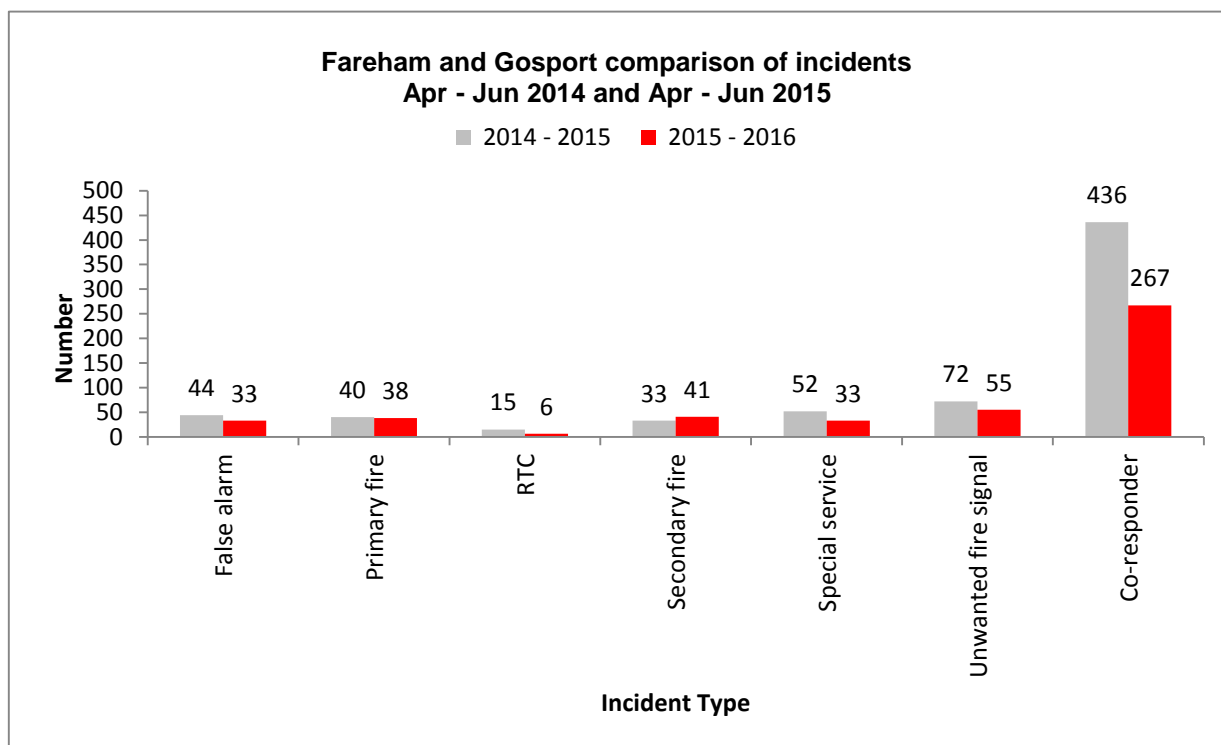 Fareham and Gosport comparison of incidents
Apr - Jun 2014 and Apr - Jun 2015
2014 - 2015 2015 - 2016
Number
500
450
400
350
300
250
200
150
100
50
0
44 33 40 38 15 6 33 41 52 33 72 55 436 267
False alarm
Primary fire
RTC
Secondary fire
Special service
Unwanted fire signal
Co-responder
Incident Type